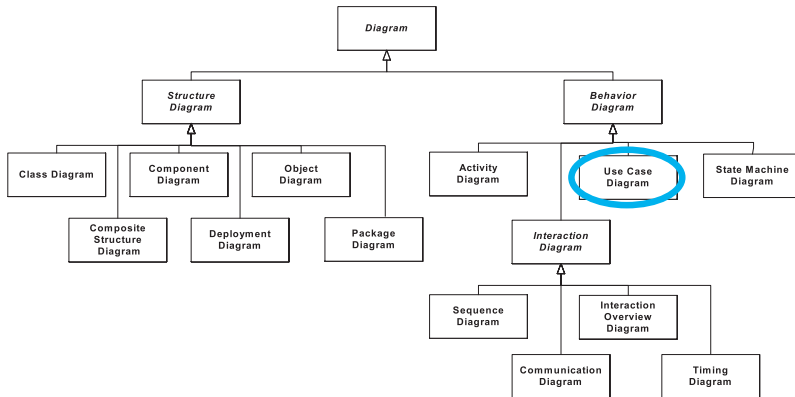 Diagram
Structure
Diagram
Behavior
Diagram
Class Diagram
Component
Diagram
Object
Diagram
Activity
Diagram
Use Case
Diagram
State Machine
Diagram
Composite
Structure
Diagram
Deployment
Diagram
Package
Diagram
Interaction
Diagram
Sequence
Diagram
Interaction
Overview
Diagram
Communication
Diagram
Timing
Diagram